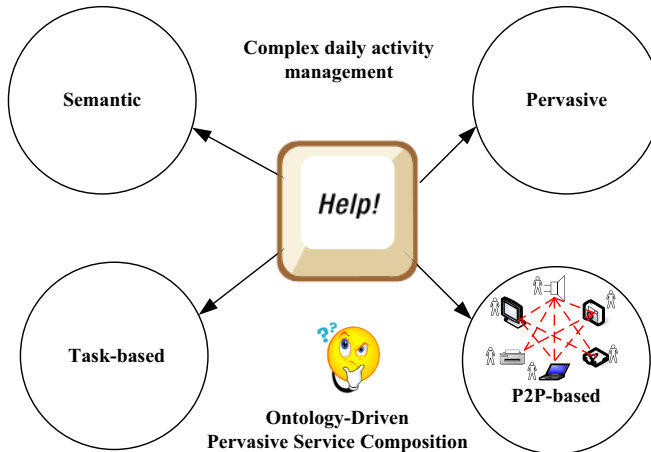 Complex daily activity
management
Semantic
Pervasive
Help!
??
Task-based
P2P-based
Ontology-Driven
Pervasive Service Composition